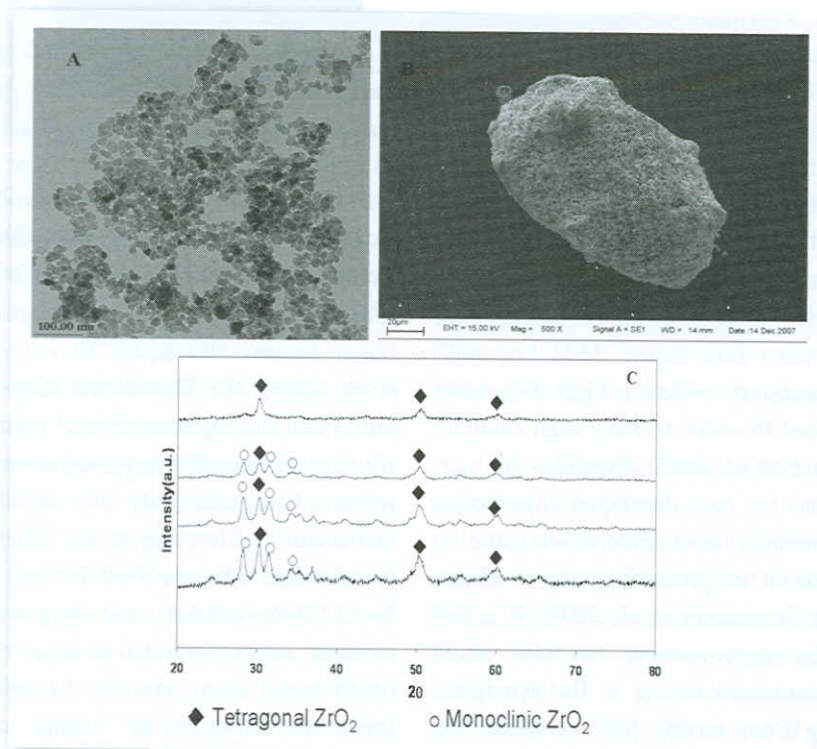 A
B
100.00 nm
20µm
EHT = 15.00 kV Mag = 500 X Signal A = SE1 WD = 14 mm Date :14 Dec 2007
C
Intensity(a.u.)
20 30 40 50 60 80
2θ
◆ Tetragonal ZrO₂ ○ Monoclinic ZrO₂